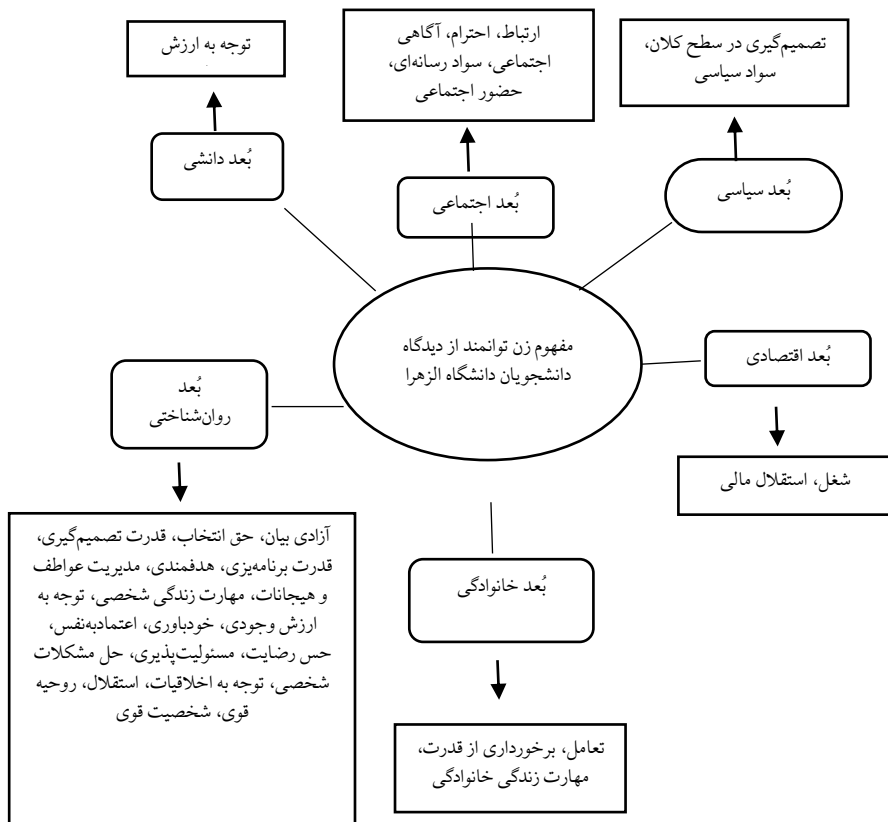 تصمیم‌گیری در سطح کلان،
سواد سیاسی
ارتباط، احترام، آگاهی
اجتماعی، سواد رسانه‌ای،
حضور اجتماعی
توجه به ارزش
بُعد سیاسی
بُعد اجتماعی
بُعد دانشی
مفهوم زن توانمند از دیدگاه
دانشجویان دانشگاه الزهرا
بُعد اقتصادی
بُعد
روان‌شناختی
شغل، استقلال مالی
بُعد خانوادگی
آزادی بیان، حق انتخاب، قدرت تصمیم‌گیری،
قدرت برنامه‌یزی، هدفمندی، مدیریت عواطف
و هیجانات، مهارت زندگی شخصی، توجه به
ارزش وجودی، خودباوری، اعتمادبه‌نفس،
حس رضایت، مسئولیت‌پذیری، حل مشکلات
شخصی، توجه به اخلاقیات، استقلال، روحیه
قوی، شخصیت قوی
تعامل، برخورداری از قدرت،
مهارت زندگی خانوادگی